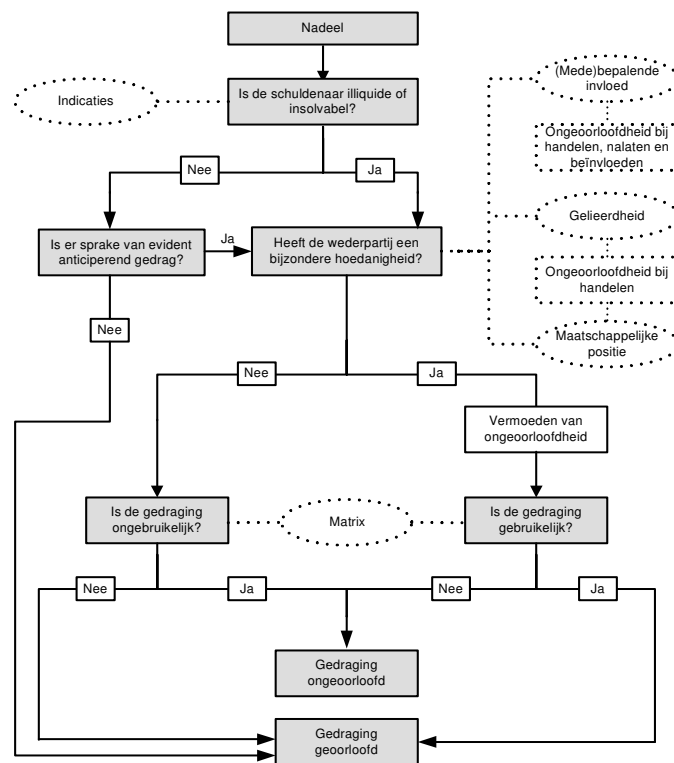 Nadeel
(Mede)bepalende
invloed
Indicaties
Is de schuldenaar illiquide of
insolvabel?
Ongeoorloofdheid bij
handelen, nalaten en
beïnvloeden
Nee
Ja
Is er sprake van evident
anticiperend gedrag?
Ja
Heeft de wederpartij een
bijzondere hoedanigheid?
Gelieerdheid
Ongeoorloofdheid bij
handelen
Nee
Maatschappelijke
positie
Nee
Ja
Vermoeden van
ongeoorloofdheid
Is de gedraging
ongebruikelijk?
Matrix
Is de gedraging
gebruikelijk?
Nee
Ja
Nee
Ja
Gedraging
ongeoorloofd
Gedraging
geoorloofd